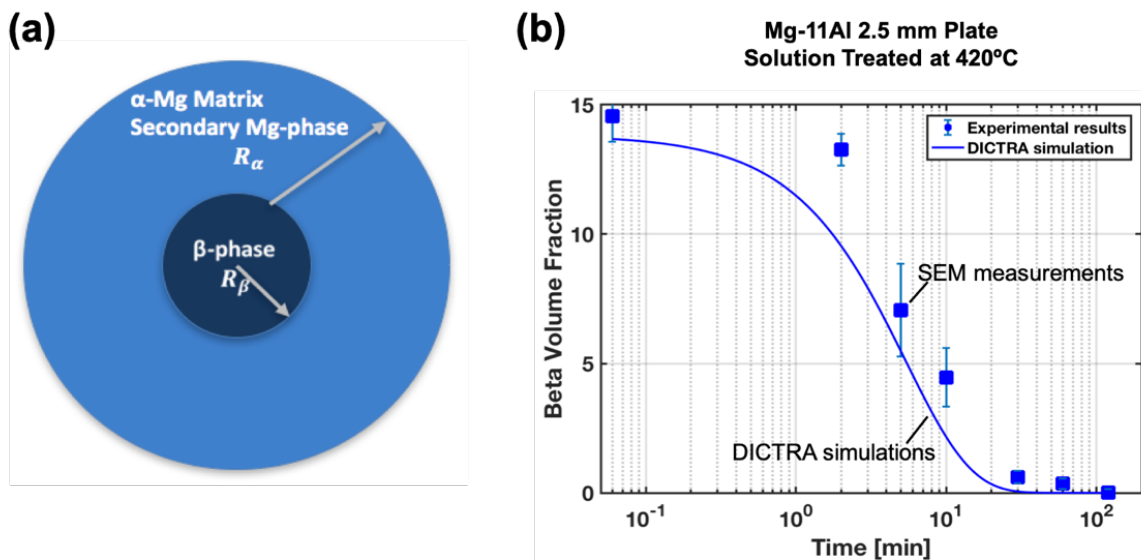 (a)
α-Mg Matrix
Secondary Mg-phase
Rα
β-phase
Rβ
(b)
Mg-11Al 2.5 mm Plate
Solution Treated at 420ºC
Beta Volume Fraction
15
10
5
0
Experimental results
DICTRA simulation
SEM measurements
DICTRA simulations
10⁻¹
10⁰
10¹
10²
Time [min]